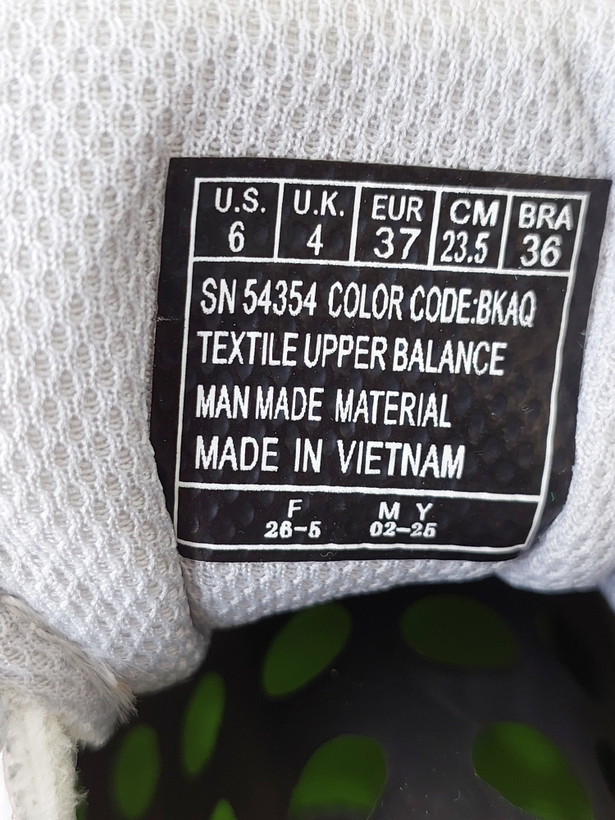 U.S. U.K. EUR CM BRA
6 4 37 23.5 36
SN 54354 COLOR CODE:BKAQ
TEXTILE UPPER BALANCE
MAN MADE MATERIAL
MADE IN VIETNAM
F M Y
26-5 02-25